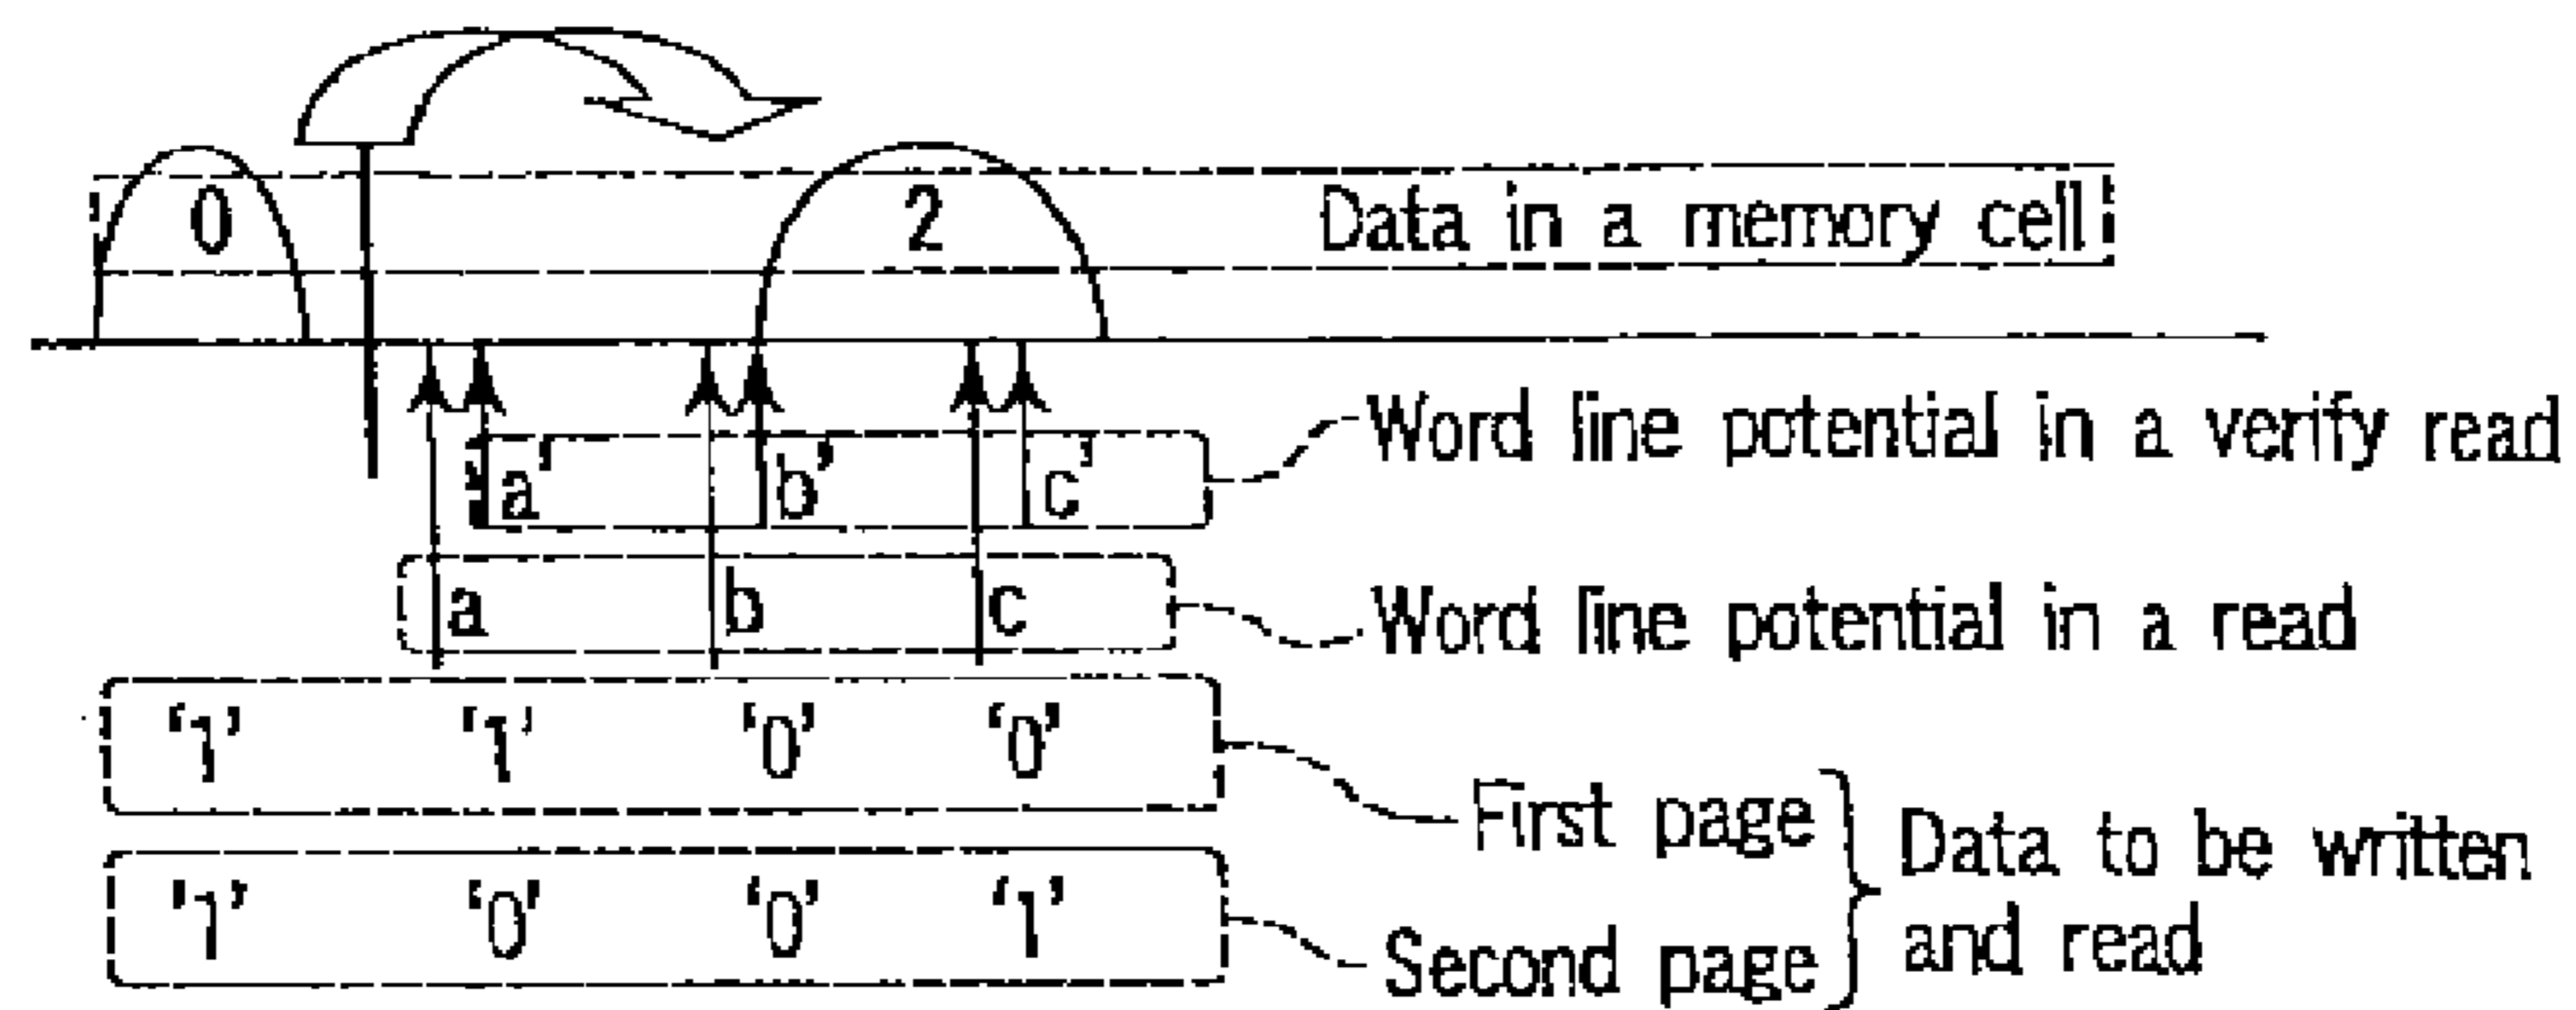 0 2 Data in a memory cell
a' b' c' Word line potential in a verify read
a b c Word line potential in a read
'1' '1' '0' '0' First page
'1' '0' '0' '1' Second page
Data to be written
and read